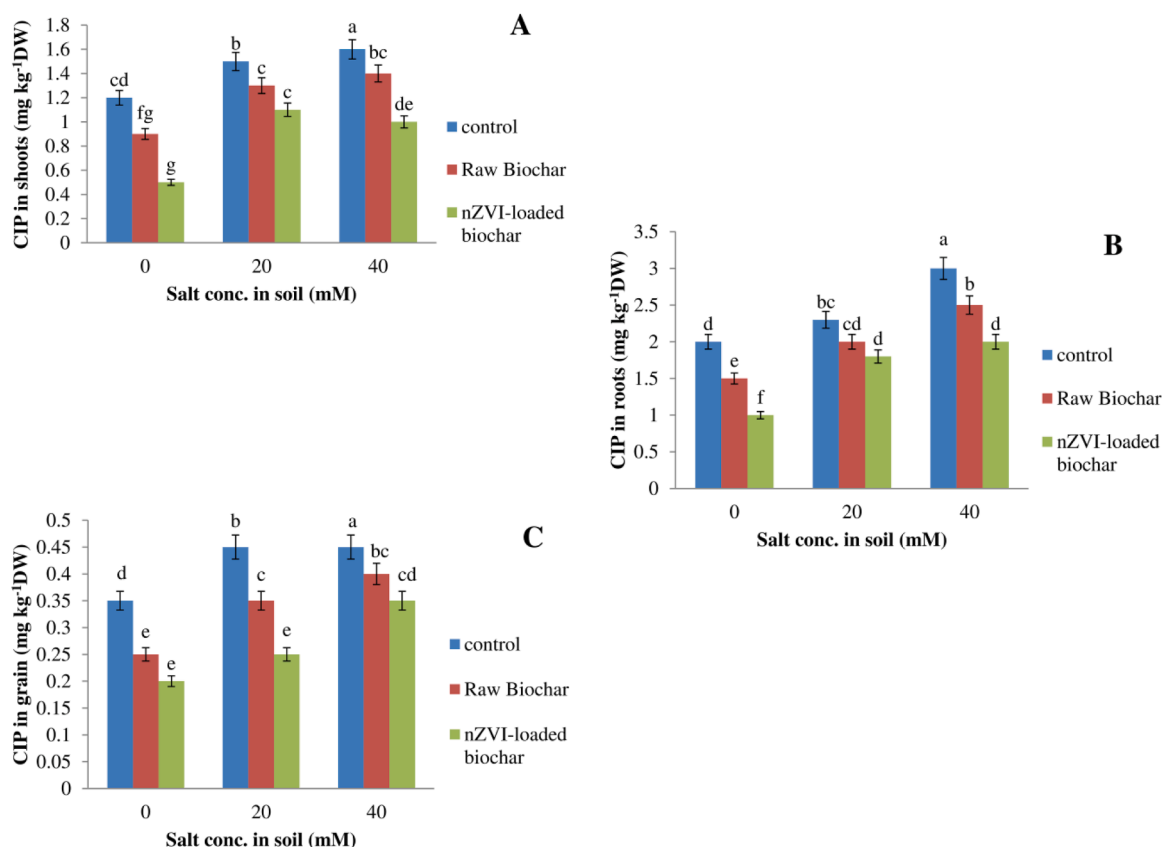 A
CIP in shoots (mg kg⁻¹DW)
1.8
1.6
1.4
1.2
1
0.8
0.6
0.4
0.2
0
cd
fg
g
b
c
c
a
bc
de
0
20
40
Salt conc. in soil (mM)
control
Raw Biochar
nZVI-loaded
biochar
B
CIP in roots (mg kg⁻¹DW)
3.5
3
2.5
2
1.5
1
0.5
0
d
e
f
bc
cd
d
a
b
d
0
20
40
Salt conc. in soil (mM)
control
Raw Biochar
nZVI-loaded
biochar
C
CIP in grain (mg kg⁻¹DW)
0.5
0.45
0.4
0.35
0.3
0.25
0.2
0.15
0.1
0.05
0
d
e
e
b
c
e
a
bc
cd
0
20
40
Salt conc. in soil (mM)
control
Raw Biochar
nZVI-loaded
biochar